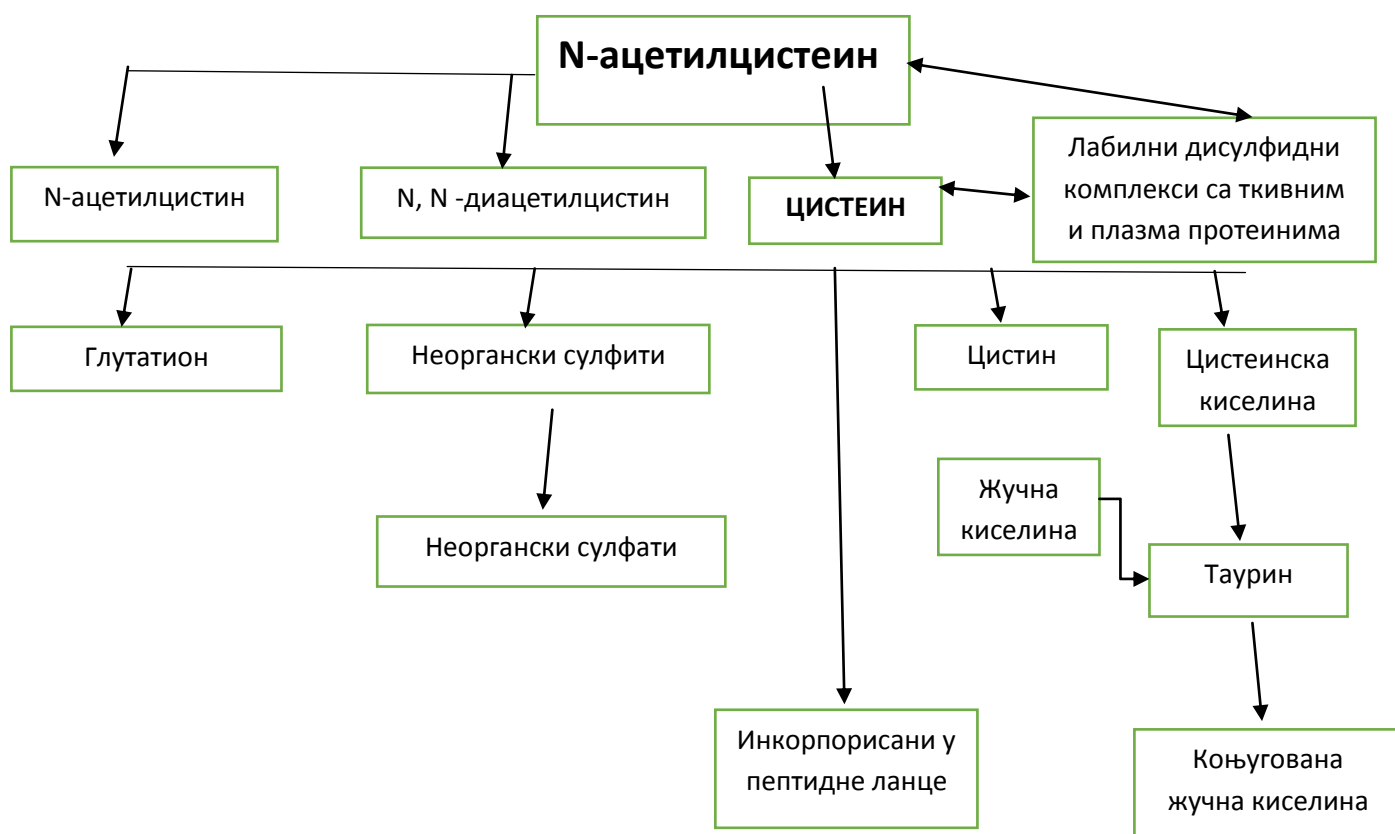 N-ацетилцистеин
N-ацетилцистин
N, N -диацетилцистин
ЦИСТЕИН
Лабилни дисулфидни
комплекси са ткивним
и плазма протеинима
Глутатион
Неоргански сулфити
Цистин
Цистеинска
киселина
Неоргански сулфати
Жучна
киселина
Таурин
Инкорпорисани у
пептидне ланце
Коњугована
жучна киселина